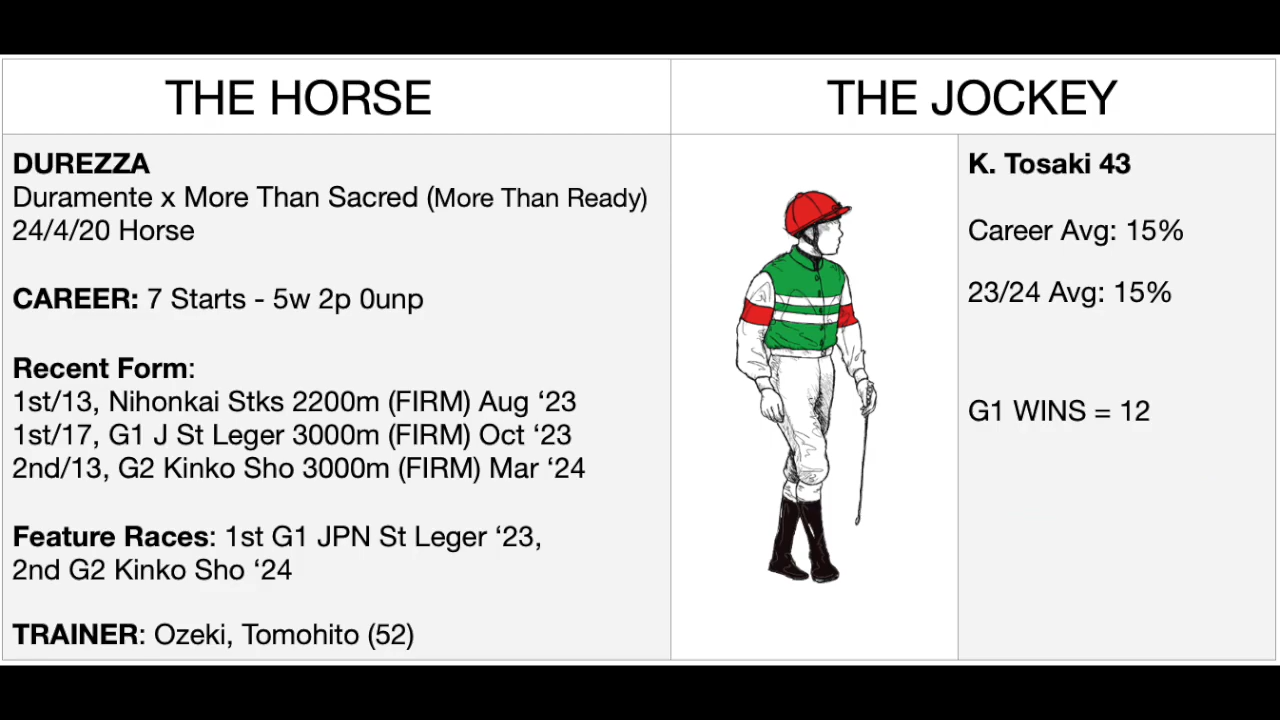 THE HORSE
THE JOCKEY
DUREZZA
Duramente x More Than Sacred (More Than Ready)
24/4/20 Horse
CAREER: 7 Starts - 5w 2p 0unp
Recent Form:
1st/13, Nihonkai Stks 2200m (FIRM) Aug ‘23
1st/17, G1 J St Leger 3000m (FIRM) Oct ‘23
2nd/13, G2 Kinko Sho 3000m (FIRM) Mar ‘24
Feature Races: 1st G1 JPN St Leger ‘23,
2nd G2 Kinko Sho ‘24
TRAINER: Ozeki, Tomohito (52)
K. Tosaki 43
Career Avg: 15%
23/24 Avg: 15%
G1 WINS = 12